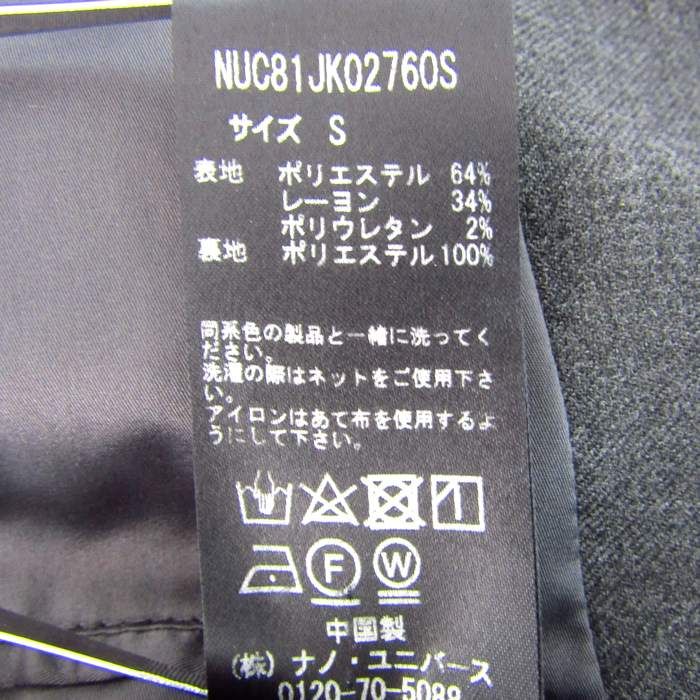 NUC81JK02760S
サイズ S
表地 ポリエステル 64%
レーヨン 34%
ポリウレタン 2%
裏地 ポリエステル 100%
同系色の製品と一緒に洗ってく
ださい。
洗濯の際はネットをご使用下さ
い。
アイロンはあて布を使用するよ
うにして下さい。
F W
中国製
(株) ナノ・ユニバース
0120-70-5088